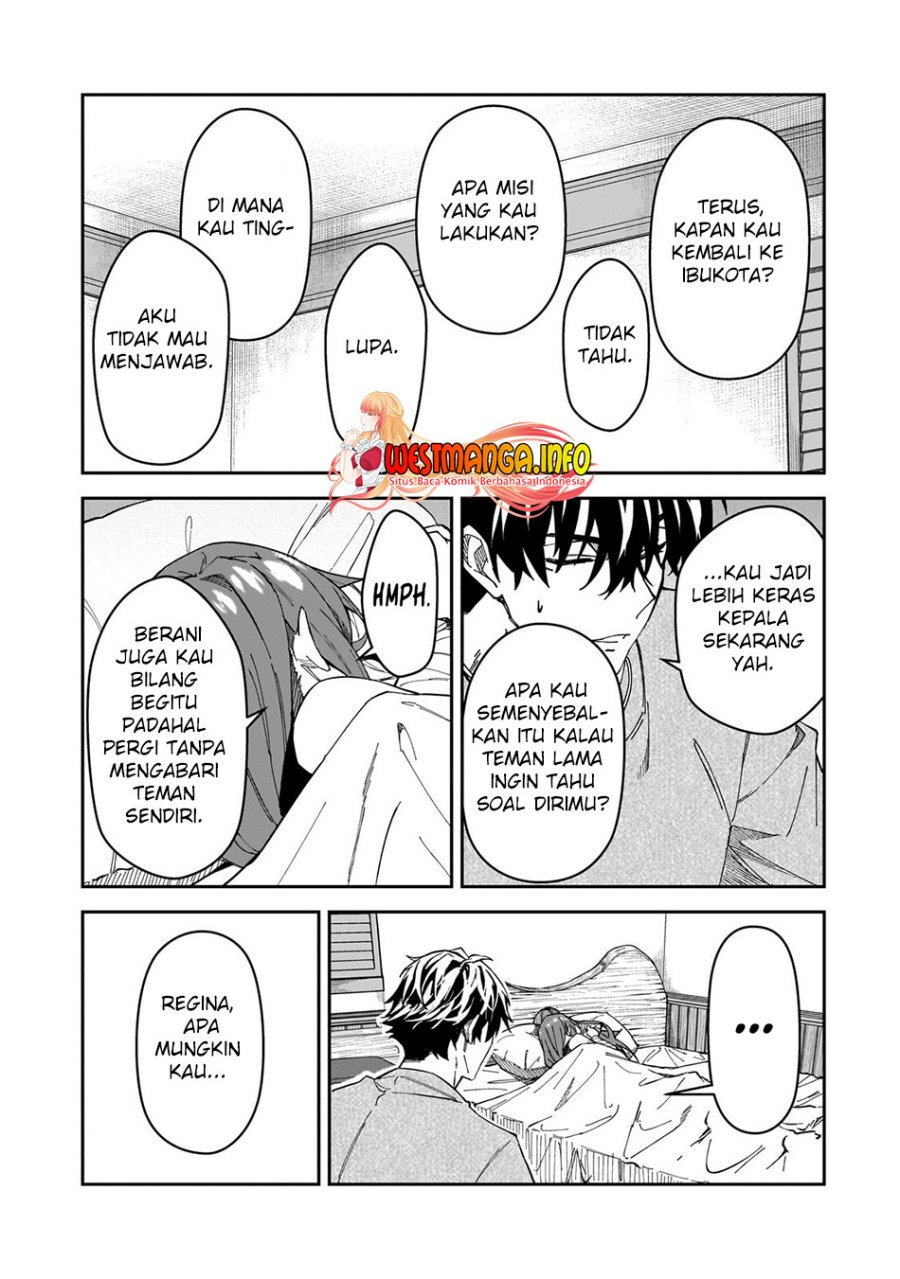 TERUS,
KAPAN KAU
KEMBALI KE
IBUKOTA?
TIDAK
TAHU.
APA MISI
YANG KAU
LAKUKAN?
LUPA.
DI MANA
KAU TING-
AKU
TIDAK MAU
MENJAWAB.
WESTMANGA.INFO
Situs Baca Komik Berbahasa Indonesia
...KAU JADI
LEBIH KERAS
KEPALA
SEKARANG
YAH.
APA KAU
SEMENYEBAL-
KAN ITU KALAU
TEMAN LAMA
INGIN TAHU
SOAL DIRIMU?
HMPH.
BERANI
JUGA KAU
BILANG
BEGITU
PADAHAL
PERGI TANPA
MENGABARI
TEMAN
SENDIRI.
...
REGINA,
APA
MUNGKIN
KAU...